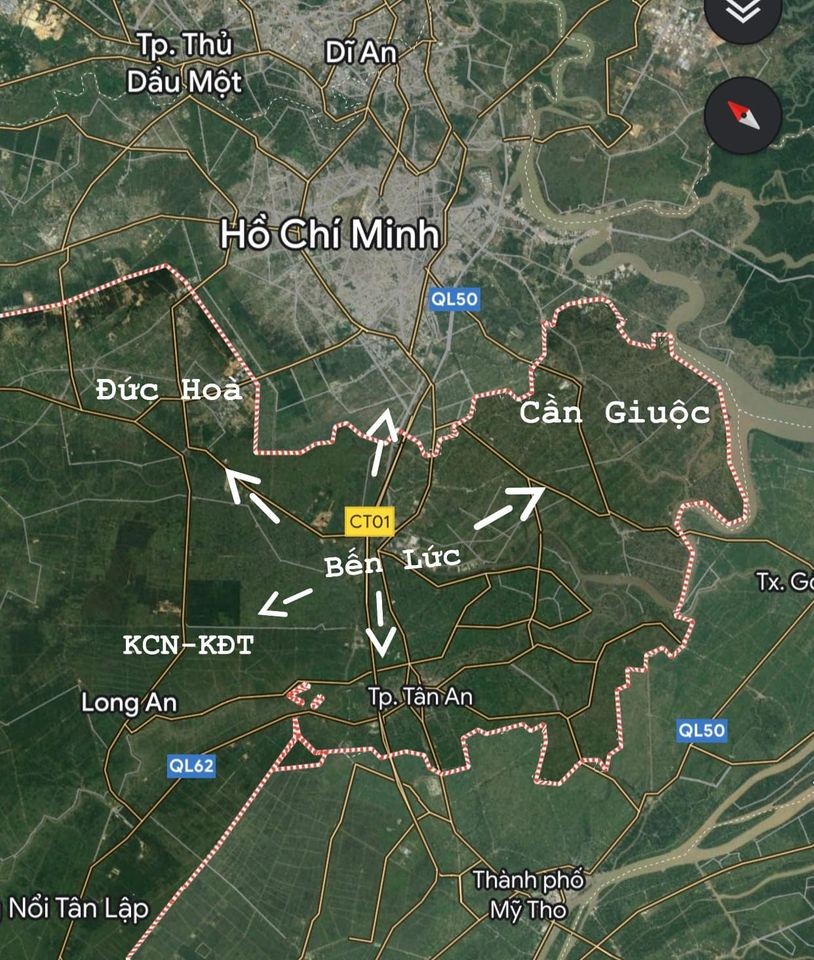 Tp. Thủ
Dầu Một
Dĩ An
Hồ Chí Minh
QL50
Đức Hoà
Cần Giuộc
CT01
Bến Lức
Tx. G
KCN-KĐT
Long An
Tp. Tân An
QL50
QL62
Thành phố
Mỹ Tho
Nổi Tân Lập